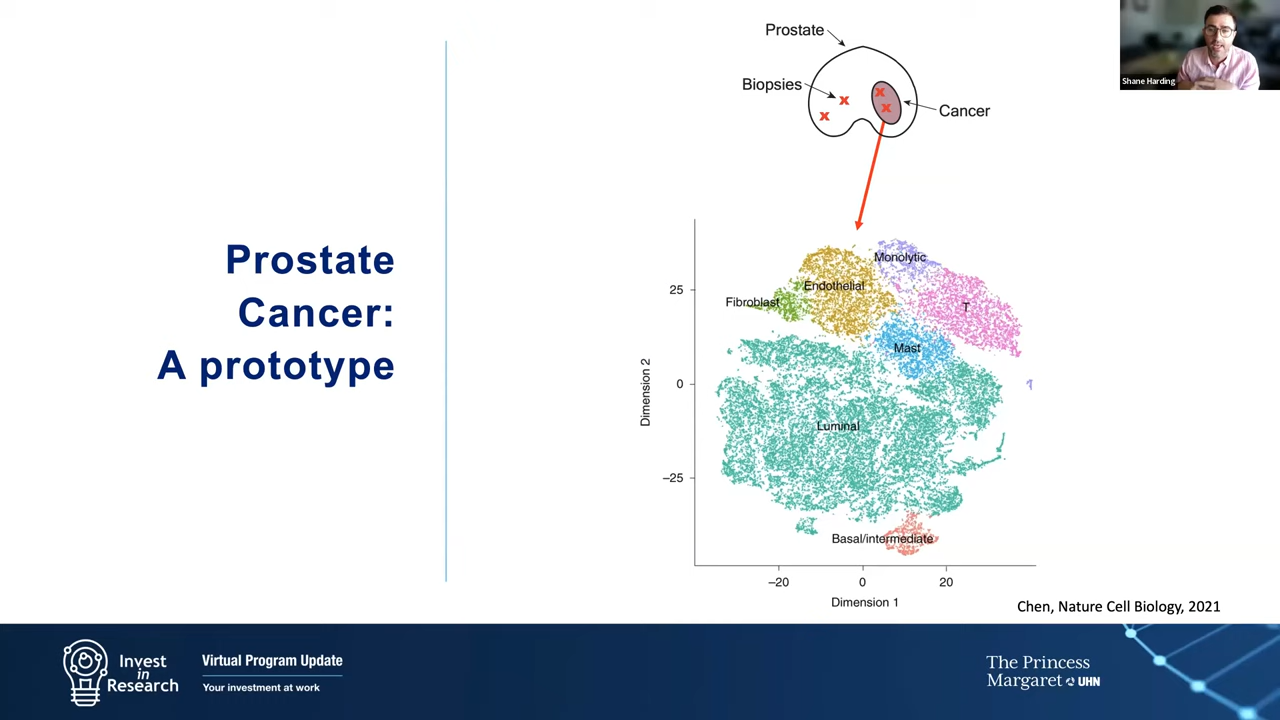 Prostate
Cancer:
A prototype
Prostate
Biopsies
Cancer
x
x
x
x
Monolytic
Endothelial
Fibroblast
T
Mast
Luminal
Basal/intermediate
25
0
−25
Dimension 2
−20
0
20
Dimension 1
Chen, Nature Cell Biology, 2021
Shane Harding
Invest
in
Research
Virtual Program Update
Your investment at work
The Princess
Margaret UHN